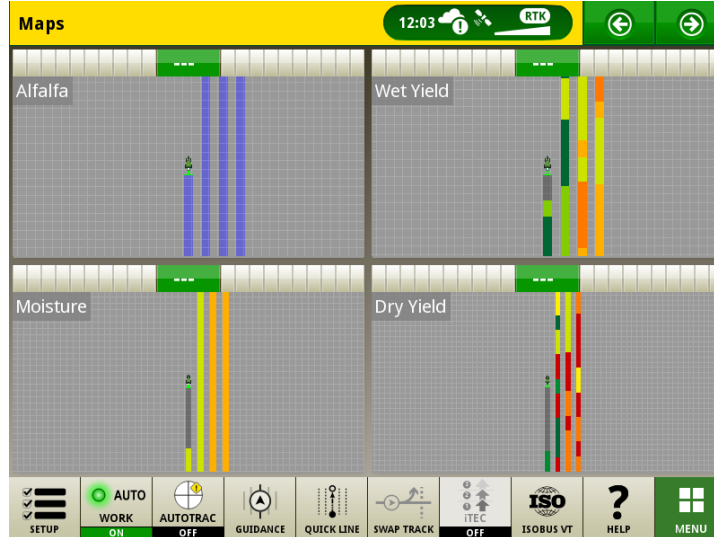 Maps
12:03
RTK
---
---
Alfalfa
Wet Yield
---
---
Moisture
Dry Yield
SETUP
AUTO
WORK
ON
AUTOTRAC
OFF
GUIDANCE
QUICK LINE
SWAP TRACK
iTEC
OFF
ISO
ISOBUS VT
?
HELP
MENU